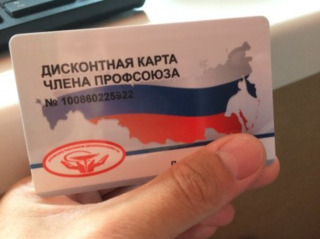 ДИСКОНТНАЯ КАРТА
ЧЛЕНА ПРОФСОЮЗА
№ 100860225922